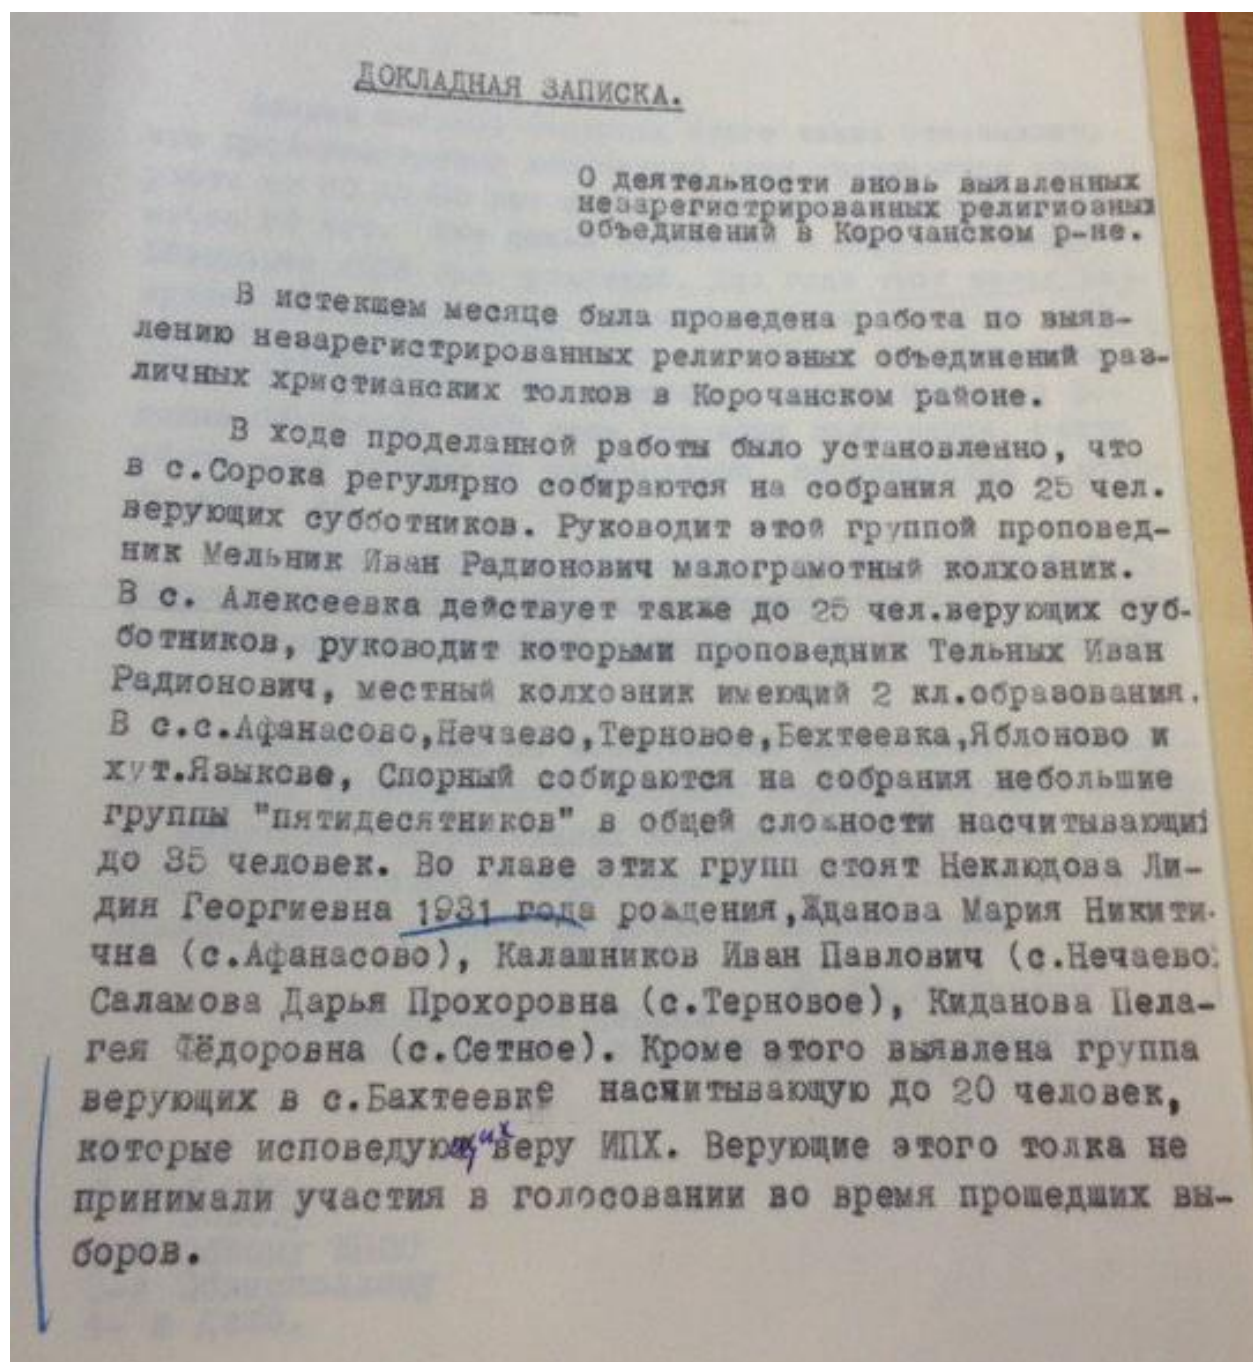 ДОКЛАДНАЯ ЗАПИСКА.
О деятельности вновь выявленных
незарегистрированных религиозных
объединений в Корочанском р-не.
В истекшем месяце была проведена работа по выяв-
лению незарегистрированных религиозных объединений раз-
личных христианских толков в Корочанском районе.
В ходе проделанной работы было установленно, что
в с.Сорока регулярно собираются на собрания до 25 чел.
верующих субботников. Руководит этой группой проповед-
ник Мельник Иван Радионович малограмотный колхозник.
В с. Алексеевка действует также до 25 чел.верующих суб-
ботников, руководит которыми проповедник Тельных Иван
Радионович, местный колхозник имеющий 2 кл.образования.
В с.с.Афанасово,Нечаево,Терновое,Бехтеевка,Яблоново и
хут.Языкове, Спорный собираются на собрания небольшие
группы "пятидесятников" в общей сложности насчитывающи
до 35 человек. Во главе этих групп стоят Неклюдова Ли-
дия Георгиевна 1931 года рождения,Жданова Мария Никити-
чна (с.Афанасово), Калашников Иван Павлович (с.Нечаево
Саламова Дарья Прохоровна (с.Терновое), Киданова Пела-
гея Фёдоровна (с.Сетное). Кроме этого выявлена группа
верующих в с.Бахтеевке насчитывающую до 20 человек,
которые исповедующих веру ИПХ. Верующие этого толка не
принимали участия в голосовании во время прошедших вы-
боров.